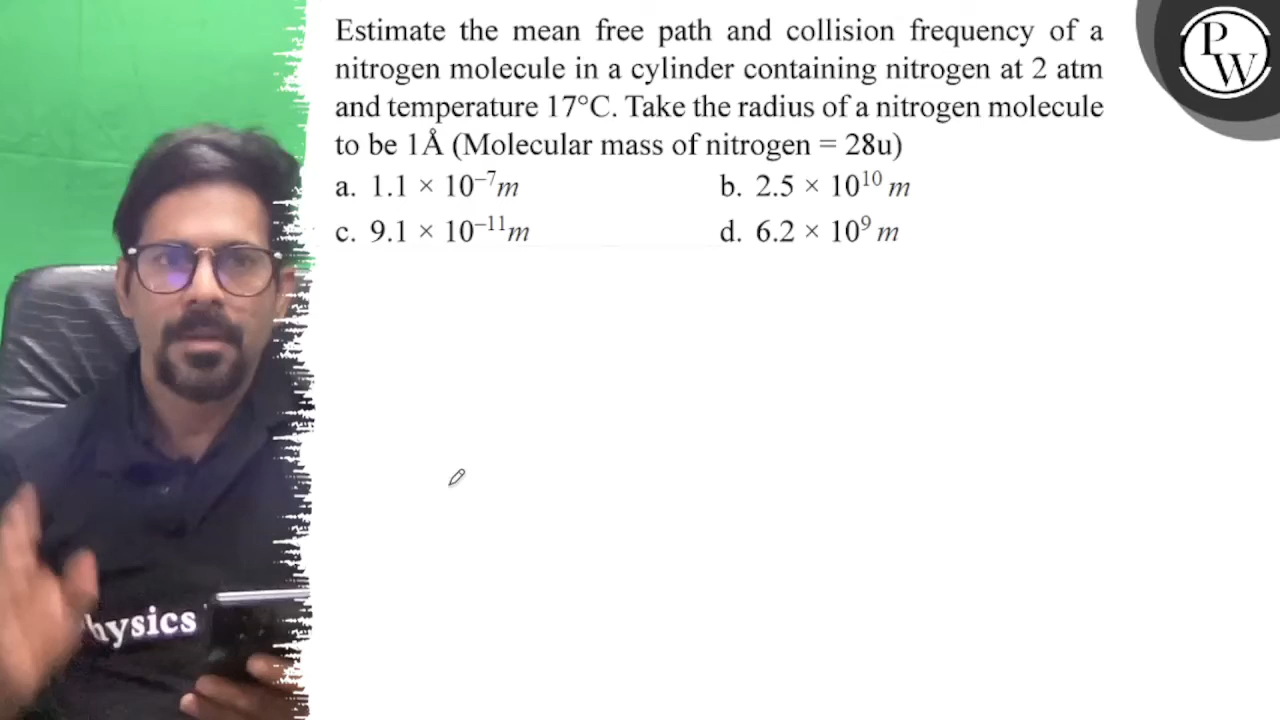 Estimate the mean free path and collision frequency of a
nitrogen molecule in a cylinder containing nitrogen at 2 atm
and temperature 17°C. Take the radius of a nitrogen molecule
to be 1Å (Molecular mass of nitrogen = 28u)
a. 1.1 × 10⁻⁷m b. 2.5 × 10¹⁰ m
c. 9.1 × 10⁻¹¹m d. 6.2 × 10⁹ m
P
W
hysics